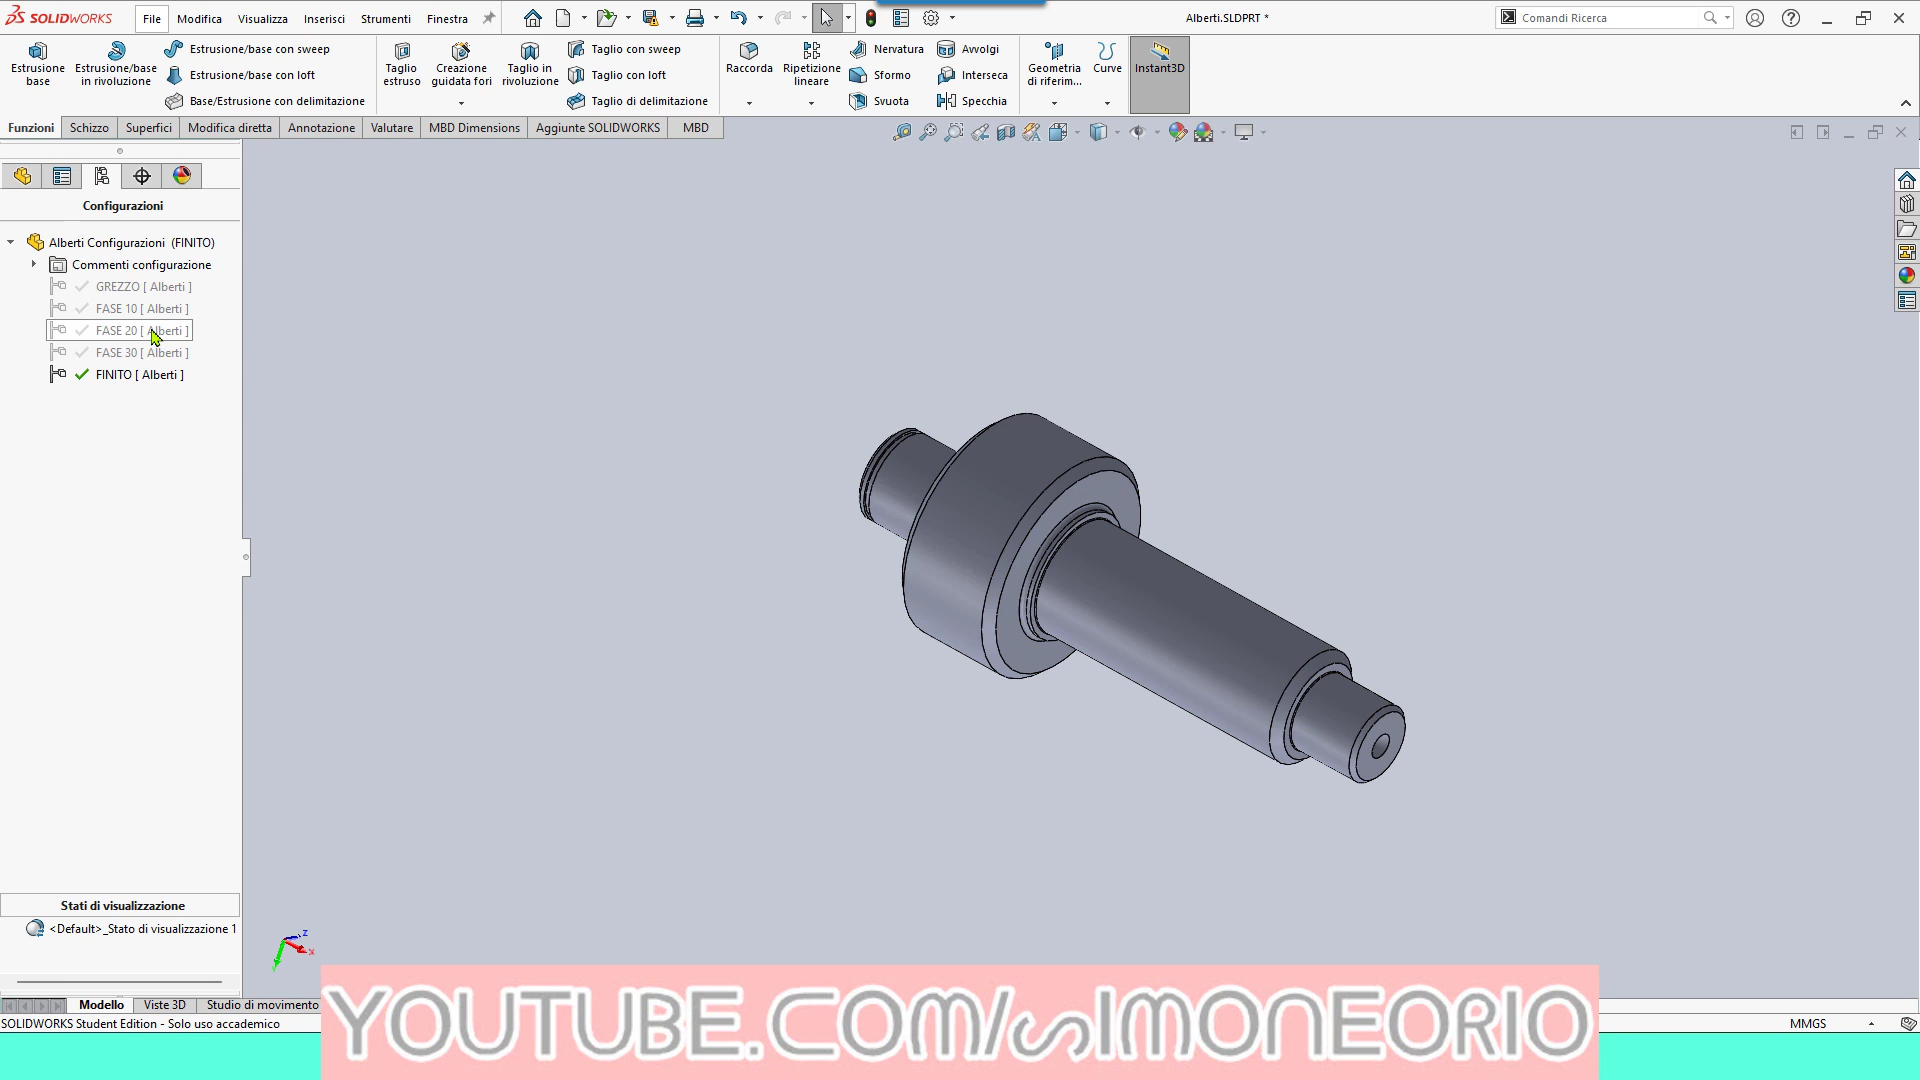 SOLIDWORKS
File
Modifica
Visualizza
Inserisci
Strumenti
Finestra
Alberti.SLDPRT *
Comandi Ricerca
Estrusione base
Estrusione/base in rivoluzione
Estrusione/base con sweep
Estrusione/base con loft
Base/Estrusione con delimitazione
Taglio estruso
Creazione guidata fori
Taglio in rivoluzione
Taglio con sweep
Taglio con loft
Taglio di delimitazione
Raccorda
Ripetizione lineare
Nervatura
Sformo
Svuota
Avvolgi
Interseca
Specchia
Geometria di riferim...
Curve
Instant3D
Funzioni
Schizzo
Superfici
Modifica diretta
Annotazione
Valutare
MBD Dimensions
Aggiunte SOLIDWORKS
MBD
Configurazioni
Alberti Configurazioni (FINITO)
Commenti configurazione
GREZZO [ Alberti ]
FASE 10 [ Alberti ]
FASE 20 [ Alberti ]
FASE 30 [ Alberti ]
FINITO [ Alberti ]
Stati di visualizzazione
<Default>_Stato di visualizzazione 1
z
x
Modello
Viste 3D
Studio di movimento
SOLIDWORKS Student Edition - Solo uso accademico
MMGS
YOUTUBE.COM/SIMONEORIO